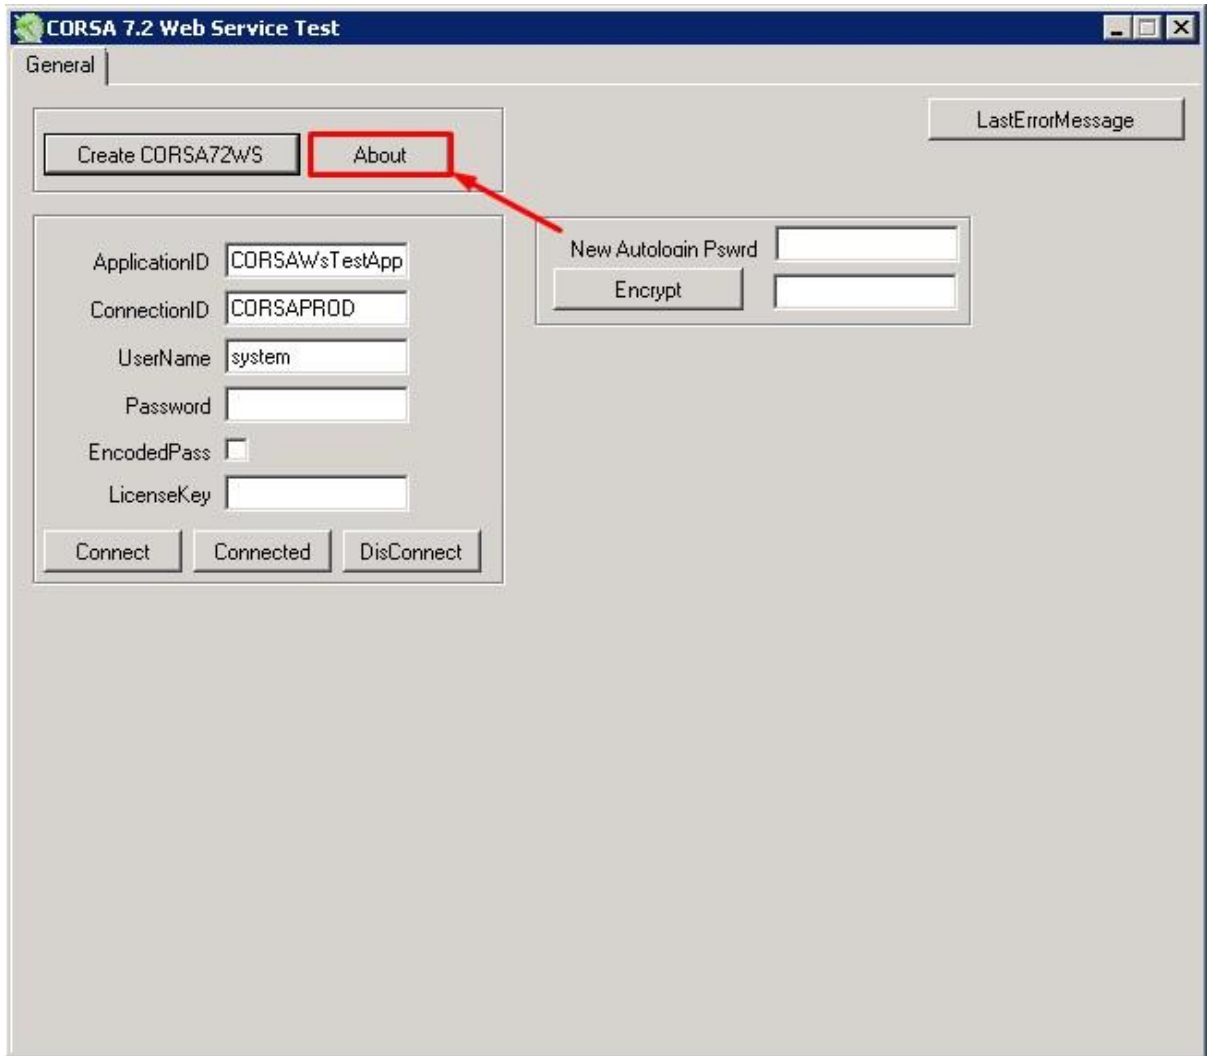 CORSA 7.2 Web Service Test
General
LastErrorMessage
Create CORSA72WS About
ApplicationID CORSAWsTestApp
ConnectionID CORSAPROD
UserName system
Password
EncodedPass
LicenseKey
Connect Connected DisConnect
New Autologin Pswrd
Encrypt